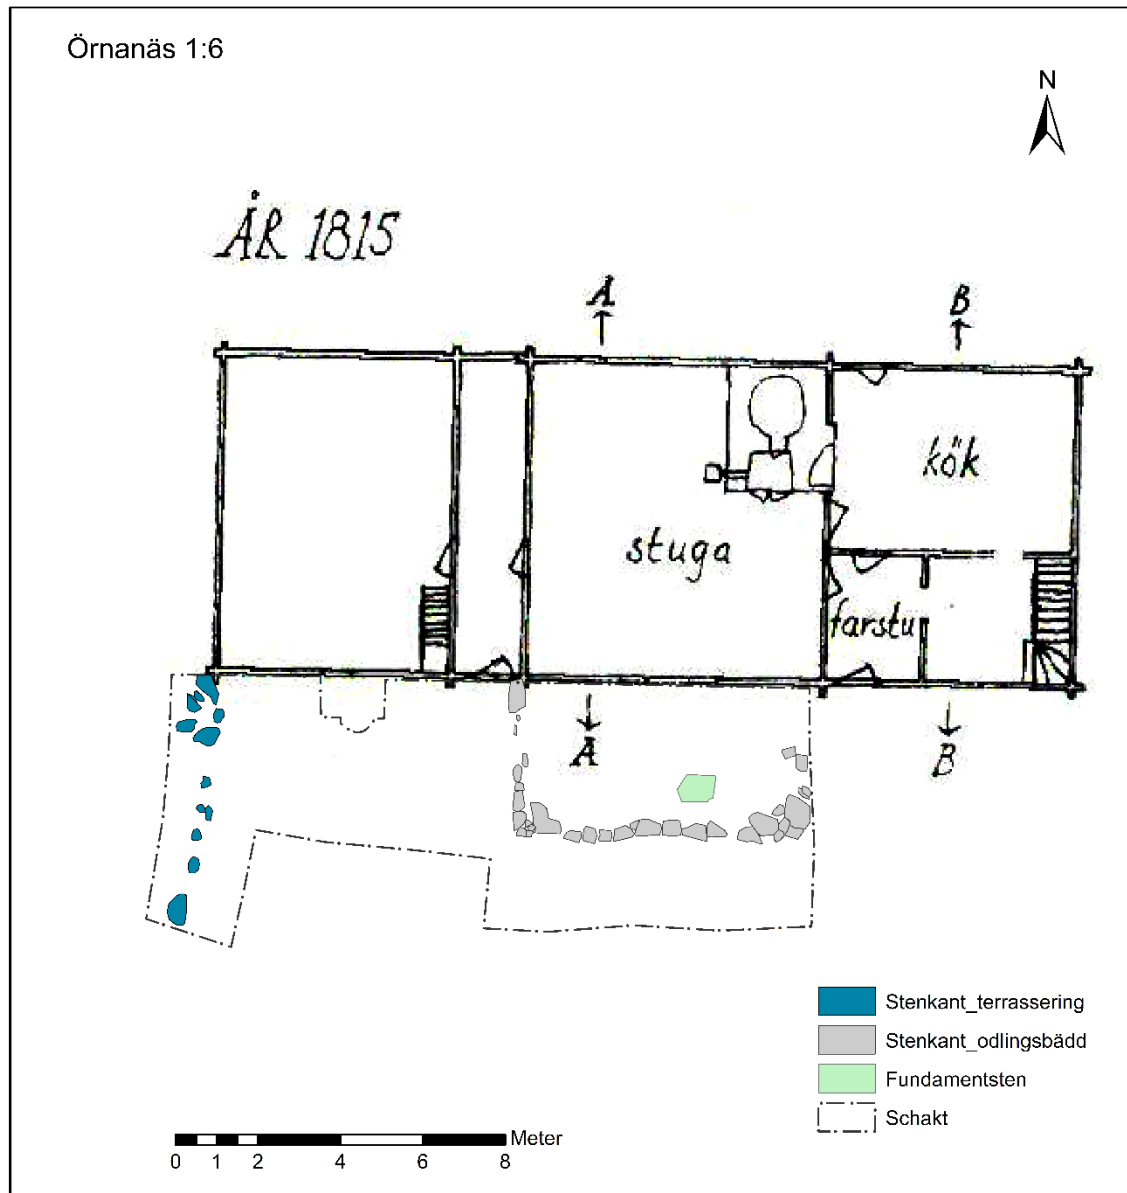 Örnanäs 1:6
N
ÅR 1815
A
B
kök
stuga
farstu
A
B
Stenkant_terrassering
Stenkant_odlingsbädd
Fundamentsten
Schakt
Meter
0 1 2 4 6 8